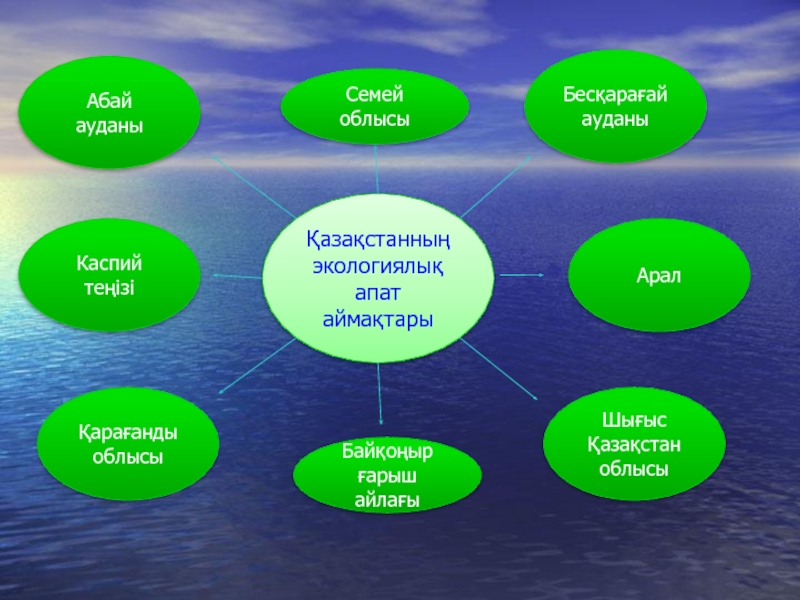 Абай
ауданы
Семей
облысы
Бесқарағай
ауданы
Қазақстанның
экологиялық
апат
аймақтары
Каспий
теңізі
Арал
Қарағанды
облысы
Байқоңыр
ғарыш
айлағы
Шығыс
Қазақстан
облысы